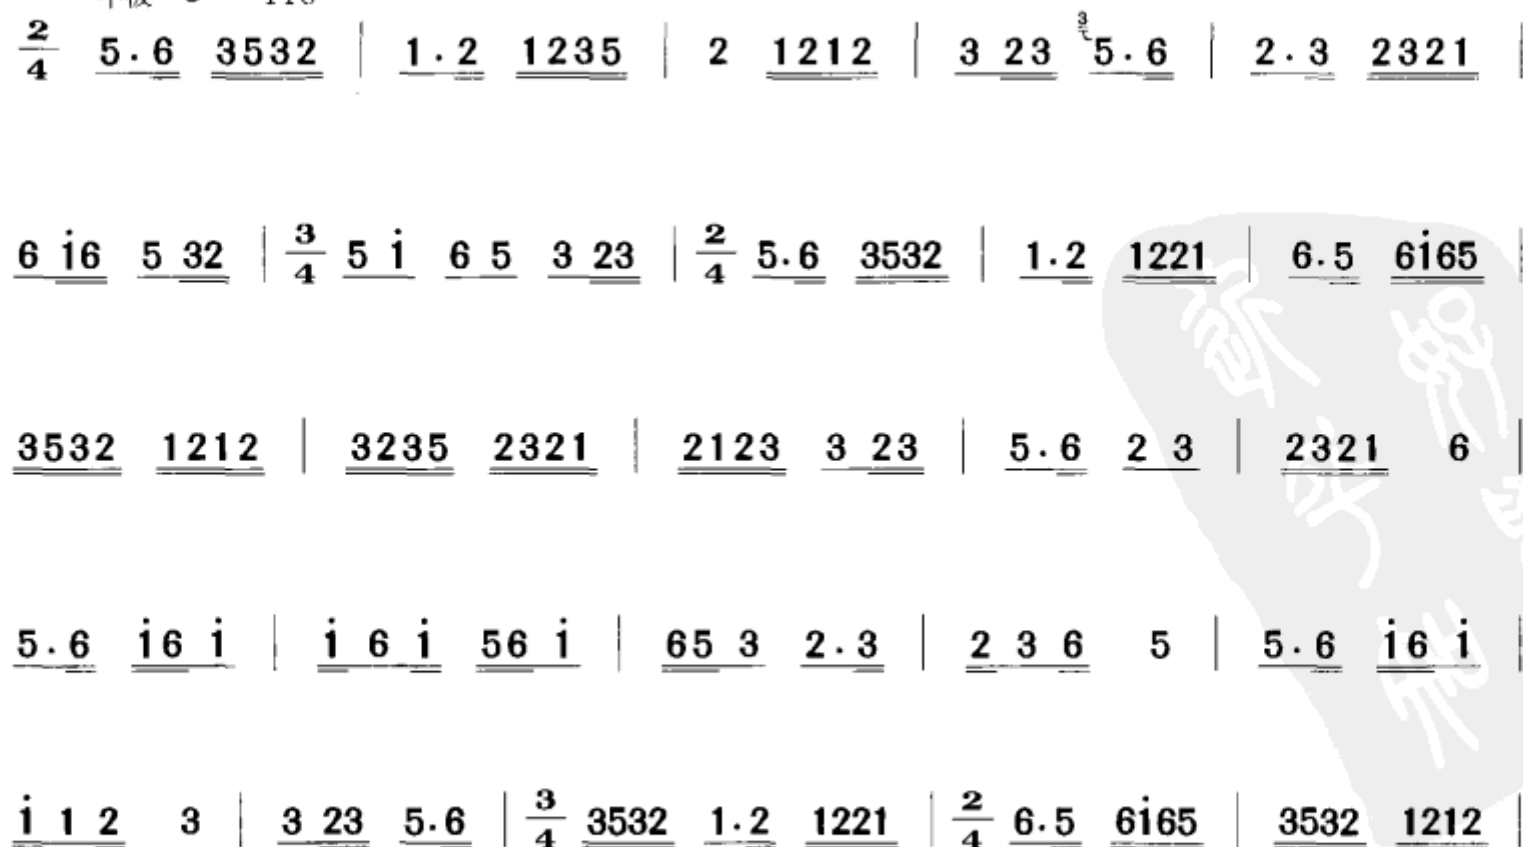 2/4 5.6 3532 | 1.2 1235 | 2 1212 | 3 23 3 5.6 | 2.3 2321 |
6 i6 5 32 | 3/4 5 i 6 5 3 23 | 2/4 5.6 3532 | 1.2 1221 | 6.5 6i65 |
3532 1212 | 3235 2321 | 2123 3 23 | 5.6 2 3 | 2321 6 |
5.6 i6 i | i 6 i 56 i | 65 3 2.3 | 2 3 6 5 | 5.6 i6 i |
i 1 2 3 | 3 23 5.6 | 3/4 3532 1.2 1221 | 2/4 6.5 6i65 | 3532 1212 |